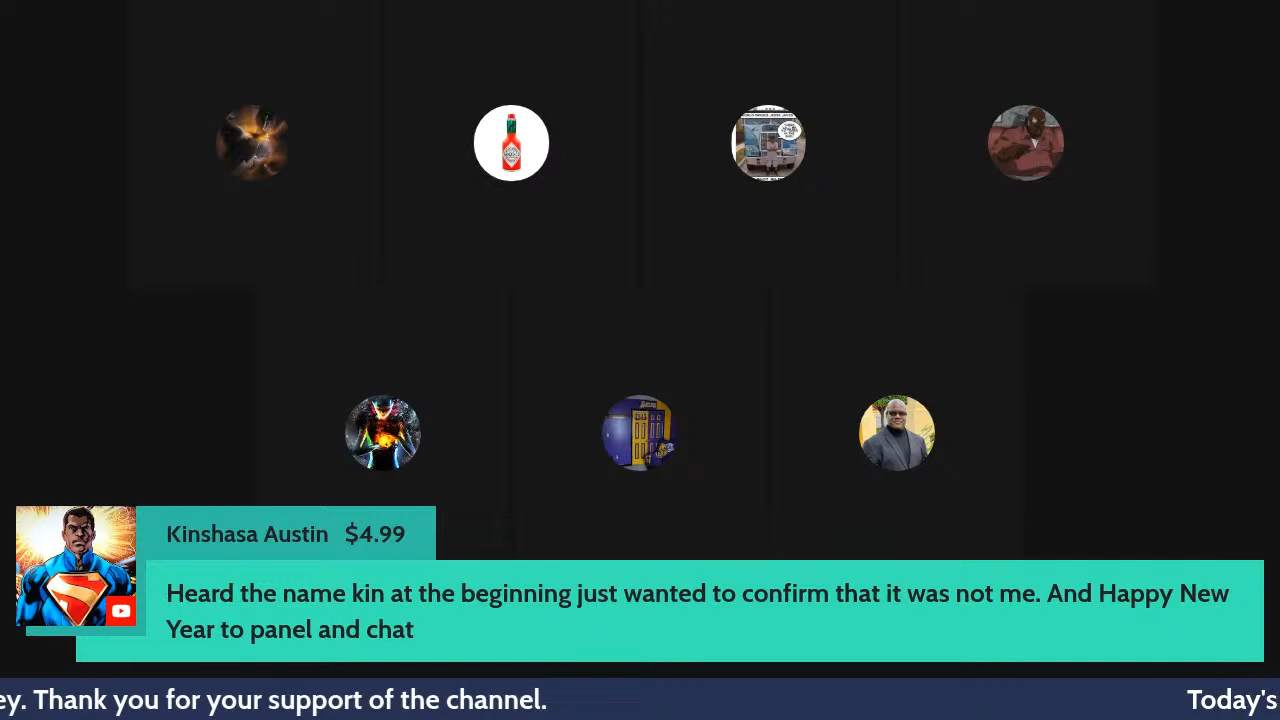 Kinshasa Austin $4.99
Heard the name kin at the beginning just wanted to confirm that it was not me. And Happy New
Year to panel and chat
ey. Thank you for your support of the channel.
Today's